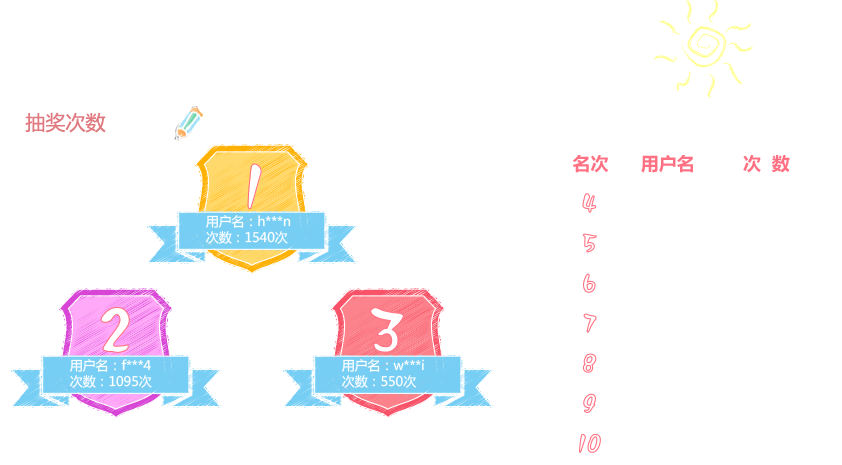 抽奖次数
1
用户名：h***n
次数：1540次
2
用户名：f***4
次数：1095次
3
用户名：w***i
次数：550次
名次 用户名 次 数
4
5
6
7
8
9
10